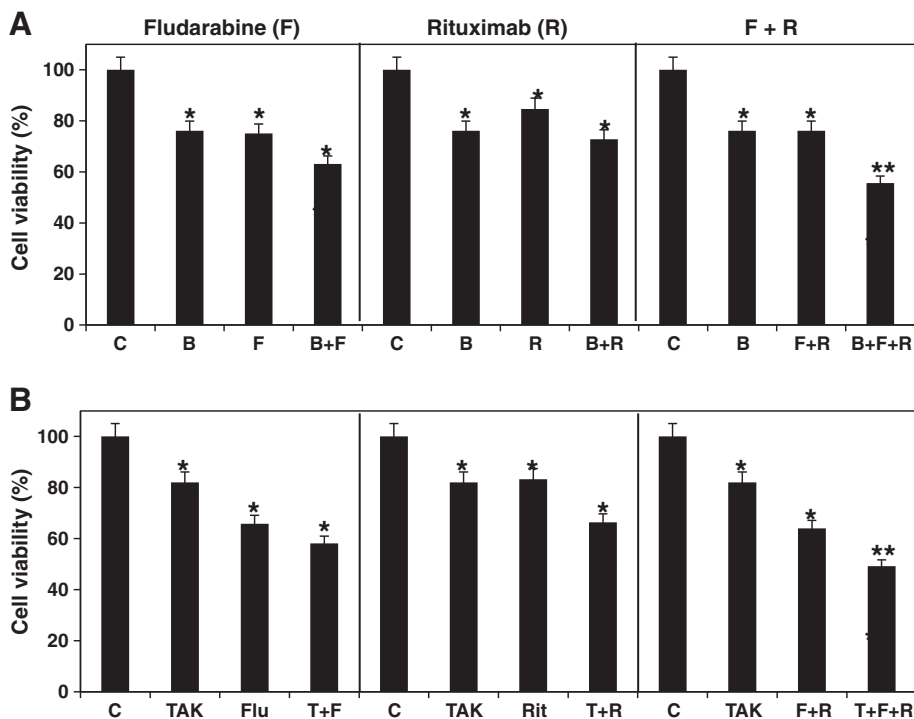 A
Fludarabine (F) Rituximab (R) F + R
Cell viability (%)
100
80
60
40
20
0
* * *
* * *
* * **
C B F B+F C B R B+R C B F+R B+F+R
B
Cell viability (%)
100
80
60
40
20
0
* * *
* * *
* * **
C TAK Flu T+F C TAK Rit T+R C TAK F+R T+F+R